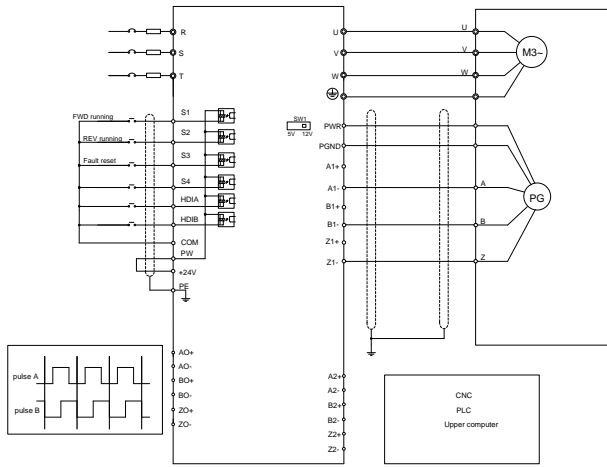 R
S
T
FWD running
REV running
Fault reset
S1
S2
S3
S4
HDIA
HDIB
COM
PW
+24V
PE
SW1
5V 12V
U
V
W
PWR
PGND
A1+
A1-
B1+
B1-
Z1+
Z1-
U
V
W
M3~
A
B
Z
PG
pulse A
pulse B
AO+
AO-
BO+
BO-
ZO+
ZO-
A2+
A2-
B2+
B2-
Z2+
Z2-
CNC
PLC
Upper computer